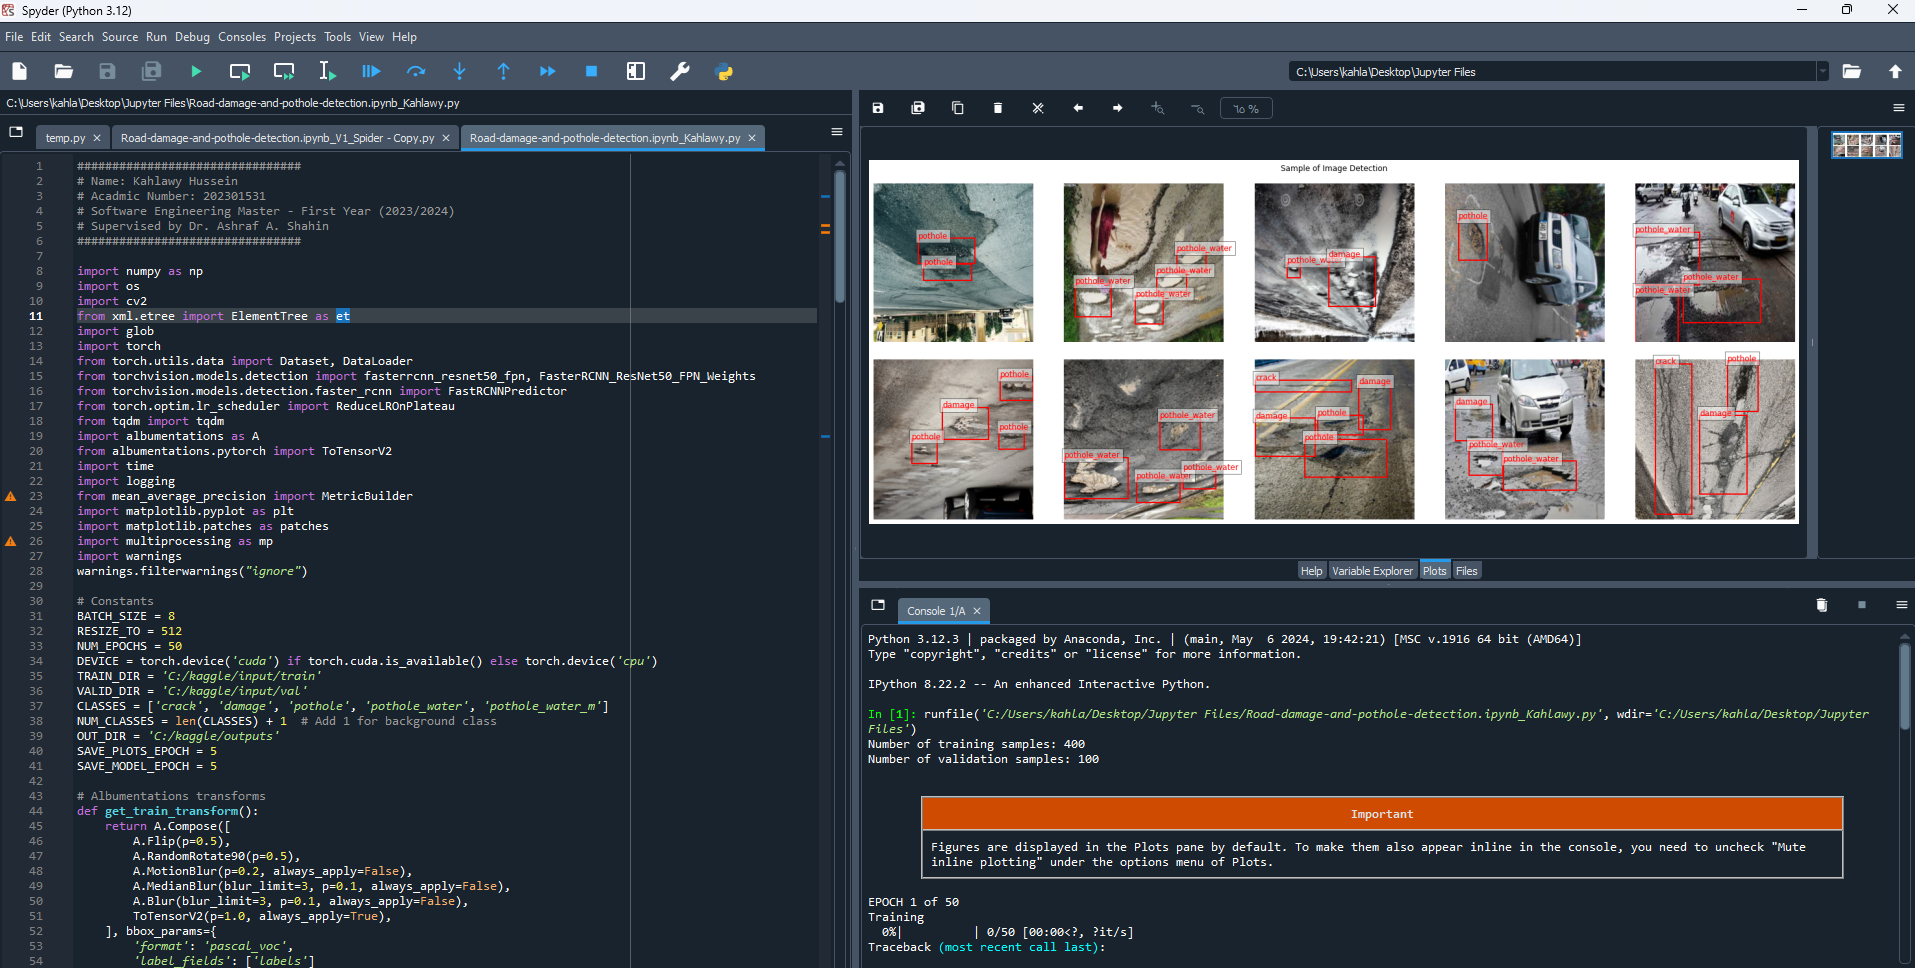 Spyder (Python 3.12)
File Edit Search Source Run Debug Consoles Projects Tools View Help
C:\Users\kahla\Desktop\Jupyter Files
C:\Users\kahla\Desktop\Jupyter Files\Road-damage-and-pothole-detection.ipynb_Kahlawy.py
temp.py
Road-damage-and-pothole-detection.ipynb_V1_Spider - Copy.py
Road-damage-and-pothole-detection.ipynb_Kahlawy.py
1 ################################
2 # Name: Kahlawy Hussein
3 # Acadmic Number: 202301531
4 # Software Engineering Master - First Year (2023/2024)
5 # Supervised by Dr. Ashraf A. Shahin
6 ################################
7
8 import numpy as np
9 import os
10 import cv2
11 from xml.etree import ElementTree as et
12 import glob
13 import torch
14 from torch.utils.data import Dataset, DataLoader
15 from torchvision.models.detection import fasterrcnn_resnet50_fpn, FasterRCNN_ResNet50_FPN_Weights
16 from torchvision.models.detection.faster_rcnn import FastRCNNPredictor
17 from torch.optim.lr_scheduler import ReduceLROnPlateau
18 from tqdm import tqdm
19 import albumentations as A
20 from albumentations.pytorch import ToTensorV2
21 import time
22 import logging
23 from mean_average_precision import MetricBuilder
24 import matplotlib.pyplot as plt
25 import matplotlib.patches as patches
26 import multiprocessing as mp
27 import warnings
28 warnings.filterwarnings("ignore")
29
30 # Constants
31 BATCH_SIZE = 8
32 RESIZE_TO = 512
33 NUM_EPOCHS = 50
34 DEVICE = torch.device('cuda') if torch.cuda.is_available() else torch.device('cpu')
35 TRAIN_DIR = 'C:/kaggle/input/train'
36 VALID_DIR = 'C:/kaggle/input/val'
37 CLASSES = ['crack', 'damage', 'pothole', 'pothole_water', 'pothole_water_m']
38 NUM_CLASSES = len(CLASSES) + 1  # Add 1 for background class
39 OUT_DIR = 'C:/kaggle/outputs'
40 SAVE_PLOTS_EPOCH = 5
41 SAVE_MODEL_EPOCH = 5
42
43 # Albumentations transforms
44 def get_train_transform():
45     return A.Compose([
46         A.Flip(p=0.5),
47         A.RandomRotate90(p=0.5),
48         A.MotionBlur(p=0.2, always_apply=False),
49         A.MedianBlur(blur_limit=3, p=0.1, always_apply=False),
50         A.Blur(blur_limit=3, p=0.1, always_apply=False),
51         ToTensorV2(p=1.0, always_apply=True),
52     ], bbox_params={
53         'format': 'pascal_voc',
54         'label_fields': ['labels']
٦٥ %
Sample of Image Detection
pothole
pothole
pothole_water
pothole_water
pothole_water
pothole_water
damage
pothole
pothole_water
pothole_water
pothole_water
pothole
damage
pothole
pothole
pothole_water
pothole_water
pothole_water
pothole_water
crack
damage
damage
pothole
pothole
damage
pothole_water
pothole_water
crack
pothole
damage
Help Variable Explorer Plots Files
Console 1/A
Python 3.12.3 | packaged by Anaconda, Inc. | (main, May  6 2024, 19:42:21) [MSC v.1916 64 bit (AMD64)]
Type "copyright", "credits" or "license" for more information.
IPython 8.22.2 -- An enhanced Interactive Python.
In [1]: runfile('C:/Users/kahla/Desktop/Jupyter Files/Road-damage-and-pothole-detection.ipynb_Kahlawy.py', wdir='C:/Users/kahla/Desktop/Jupyter
Files')
Number of training samples: 400
Number of validation samples: 100
Important
Figures are displayed in the Plots pane by default. To make them also appear inline in the console, you need to uncheck "Mute
inline plotting" under the options menu of Plots.
EPOCH 1 of 50
Training
0%| | 0/50 [00:00<?, ?it/s]
Traceback (most recent call last):